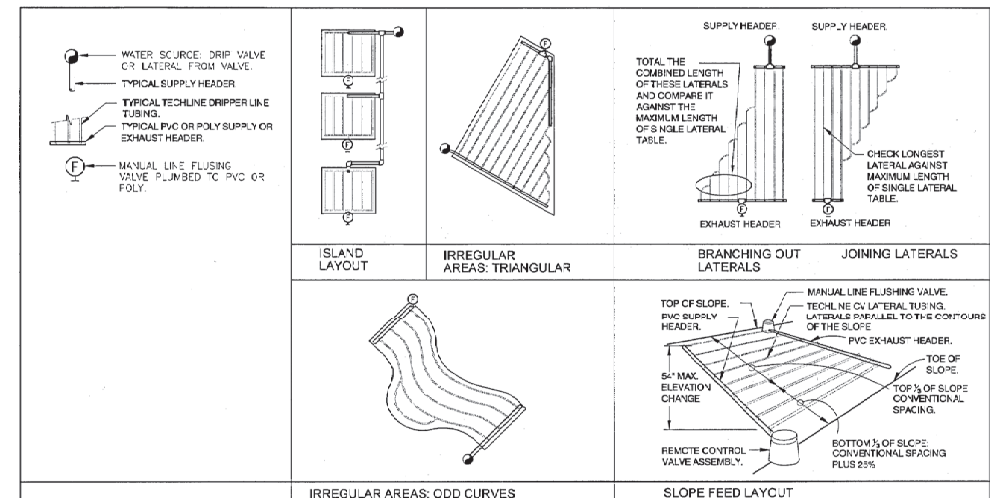 WATER SOURCE: DRIP VALVE
OR LATERAL FROM VALVE.
TYPICAL SUPPLY HEADER
TYPICAL TECHLINE DRIPPER LINE
TUBING.
TYPICAL PVC OR POLY SUPPLY OR
EXHAUST HEADER.
F
MANUAL LINE FLUSING
VALVE PLUMBED TO PVC OR
POLY.
F
F
F
ISLAND
LAYOUT
F
IRREGULAR
AREAS: TRIANGULAR
SUPPLY HEADER
SUPPLY HEADER.
TOTAL THE
COMBINED LENGTH
OF THESE LATERALS
AND COMPARE IT
AGAINST THE
MAXIMUM LENGTH
OF SINGLE LATERAL
TABLE.
CHECK LONGEST
LATERAL AGAINST
MAXIMUM LENGTH
OF SINGLE LATERAL
TABLE.
F
F
EXHAUST HEADER
EXHAUST HEADER
BRANCHING OUT
LATERALS
JOINING LATERALS
F
IRREGULAR AREAS: ODD CURVES
MANUAL LINE FLUSHING VALVE.
TOP OF SLOPE.
TECHLINE CV LATERAL TUBING.
LATERALS PARALLEL TO THE CONTOURS
OF THE SLOPE
PVC SUPPLY
HEADER.
PVC EXHAUST HEADER.
TOE OF
SLOPE.
54" MAX.
ELEVATION
CHANGE
TOP ⅔ OF SLOPE
CONVENTIONAL
SPACING.
BOTTOM ⅓ OF SLOPE:
CONVENTIONAL SPACING
PLUS 25%
REMOTE CONTROL
VALVE ASSEMBLY.
SLOPE FEED LAYOUT